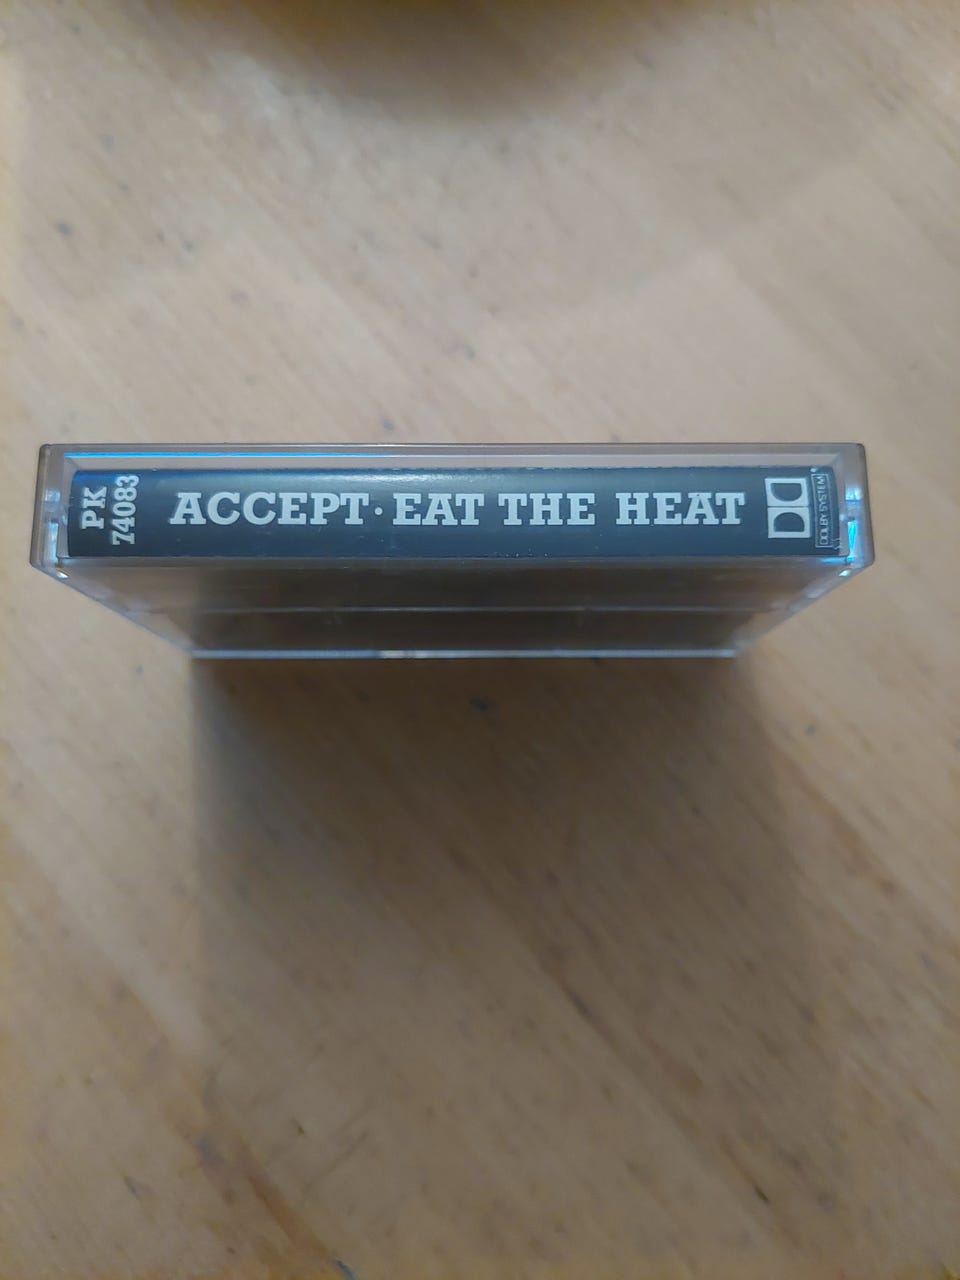 PK
74083
ACCEPT · EAT THE HEAT
DOLBY SYSTEM